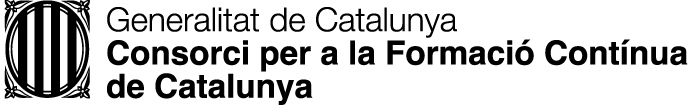 Generalitat de Catalunya
Consorci per a la Formació Contínua
de Catalunya